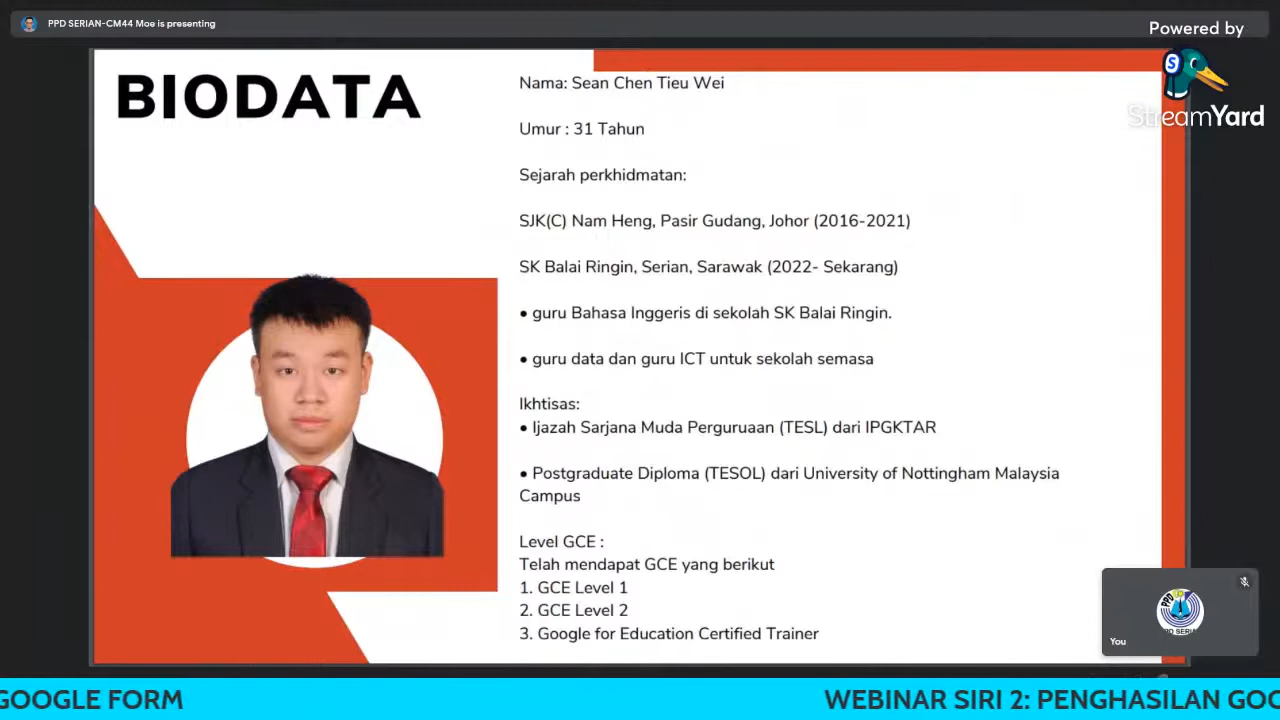 PPD SERIAN-CM44 Moe is presenting
Powered by
StreamYard
BIODATA
Nama: Sean Chen Tieu Wei
Umur : 31 Tahun
Sejarah perkhidmatan:
SJK(C) Nam Heng, Pasir Gudang, Johor (2016-2021)
SK Balai Ringin, Serian, Sarawak (2022- Sekarang)
• guru Bahasa Inggeris di sekolah SK Balai Ringin.
• guru data dan guru ICT untuk sekolah semasa
Ikhtisas:
• Ijazah Sarjana Muda Perguruaan (TESL) dari IPGKTAR
• Postgraduate Diploma (TESOL) dari University of Nottingham Malaysia
Campus
Level GCE :
Telah mendapat GCE yang berikut
1. GCE Level 1
2. GCE Level 2
3. Google for Education Certified Trainer
PPD
PPD SERIAN
You
GOOGLE FORM
WEBINAR SIRI 2: PENGHASILAN GOO